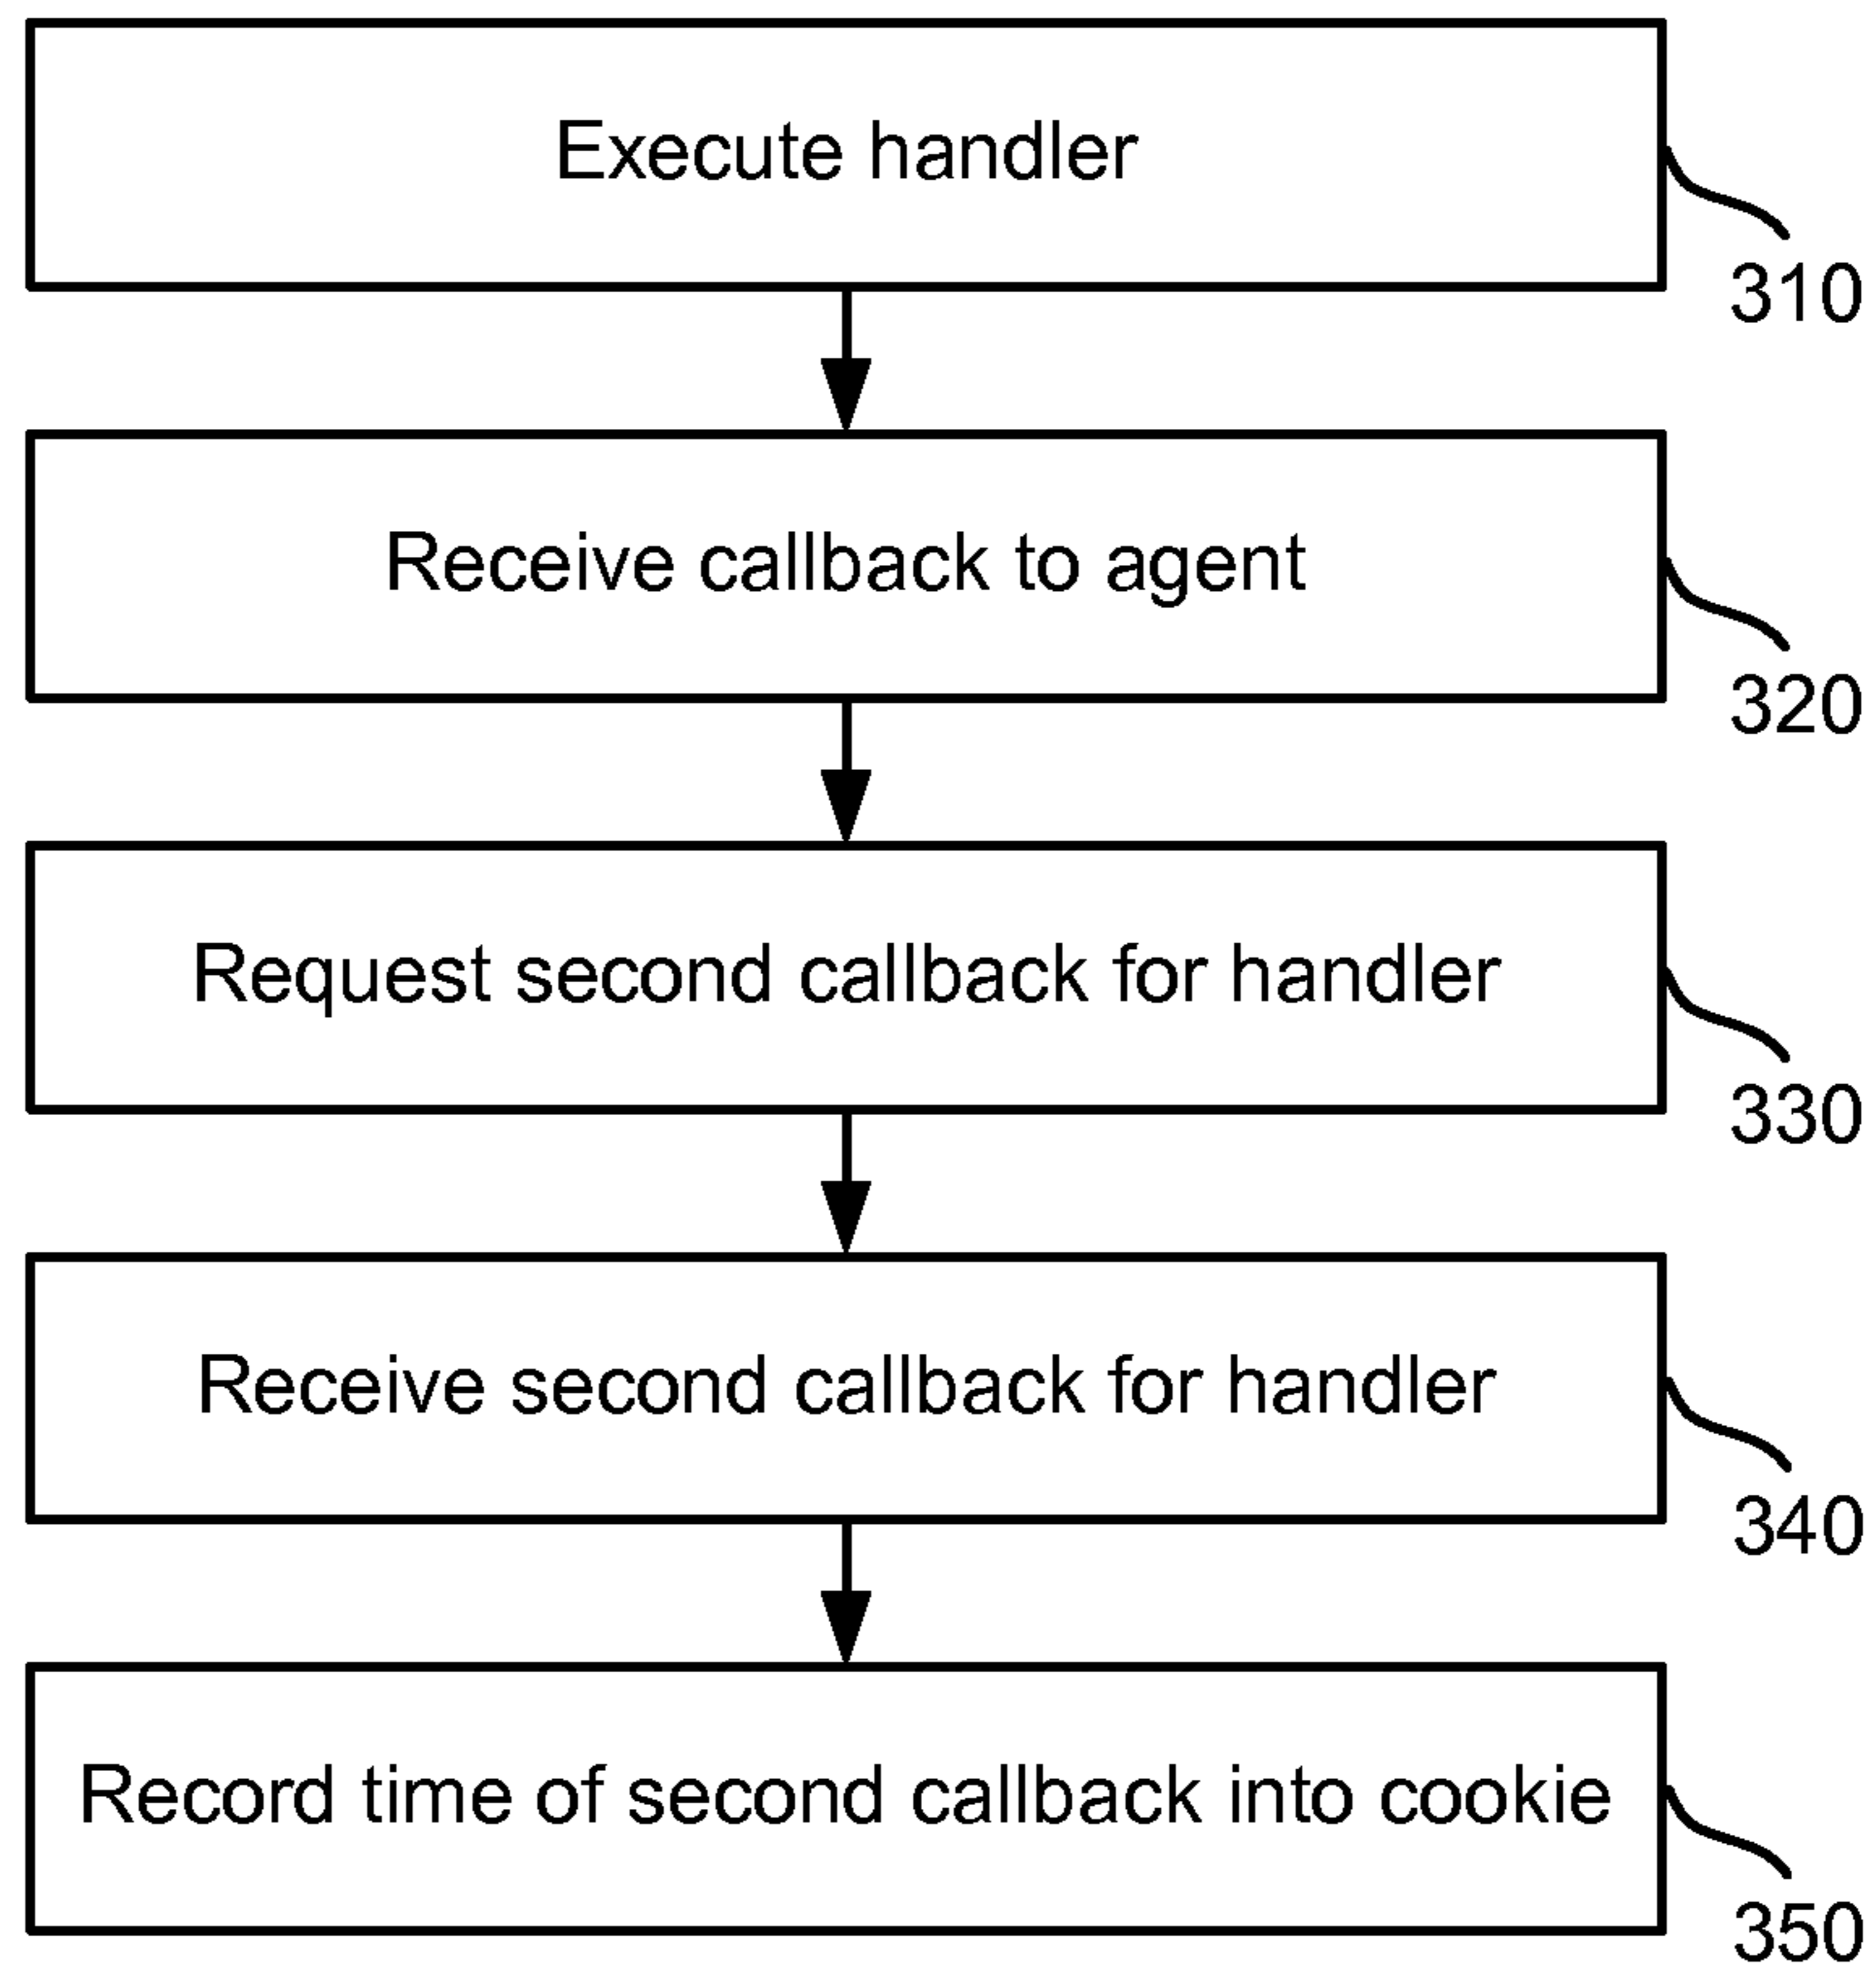 Execute handler
310
Receive callback to agent
320
Request second callback for handler
330
Receive second callback for handler
340
Record time of second callback into cookie
350